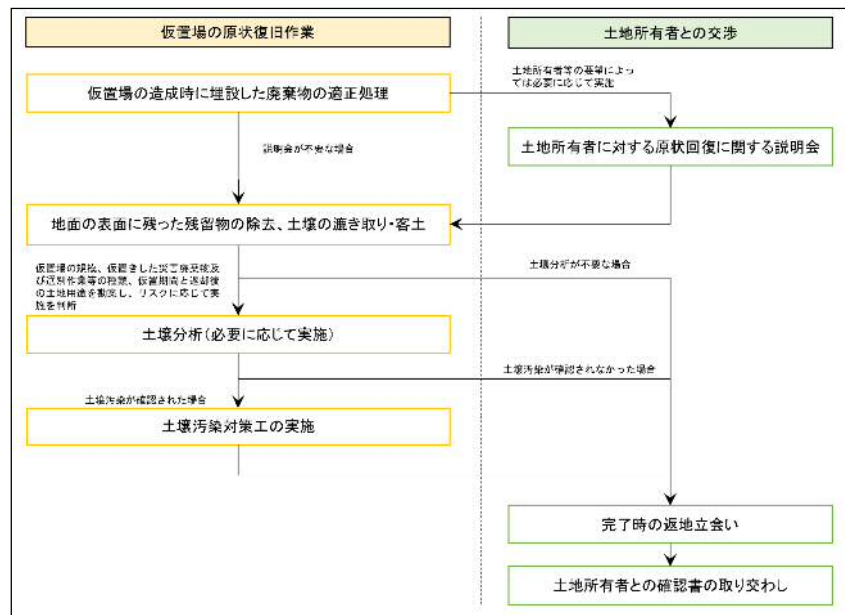 仮置場の原状復旧作業
土地所有者との交渉
土地所有者等の要望によっ
ては必要に応じて実施
仮置場の造成時に埋設した廃棄物の適正処理
説明会が不要な場合
土地所有者に対する原状回復に関する説明会
地面の表面に残った残留物の除去、土壌の漉き取り・客土
仮置場の規模、仮置きした災害廃棄物及
び選別作業等の種類、仮置期間と返却後
の土地用途を勘案し、リスクに応じて実
施を判断
土壌分析が不要な場合
土壌分析(必要に応じて実施)
土壌汚染が確認されなかった場合
土壌汚染が確認された場合
土壌汚染対策工の実施
完了時の返地立会い
土地所有者との確認書の取り交わし